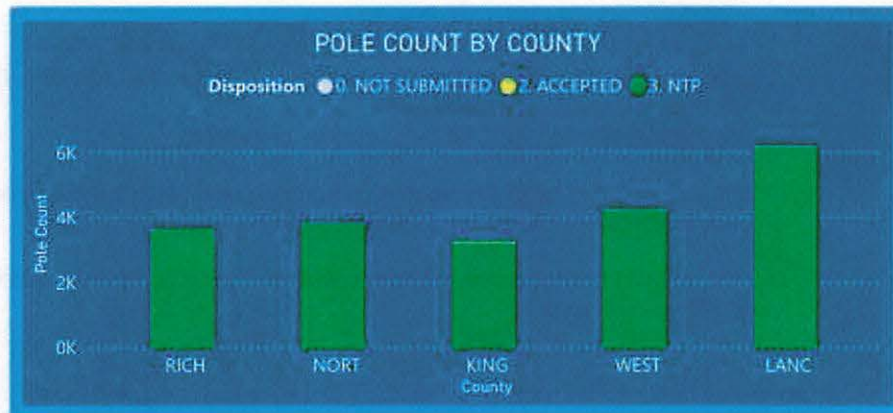 POLE COUNT BY COUNTY
Disposition 0. NOT SUBMITTED 2. ACCEPTED 3. NTP
6K
4K
2K
0K
Pole Count
RICH NORT KING WEST LANC
County